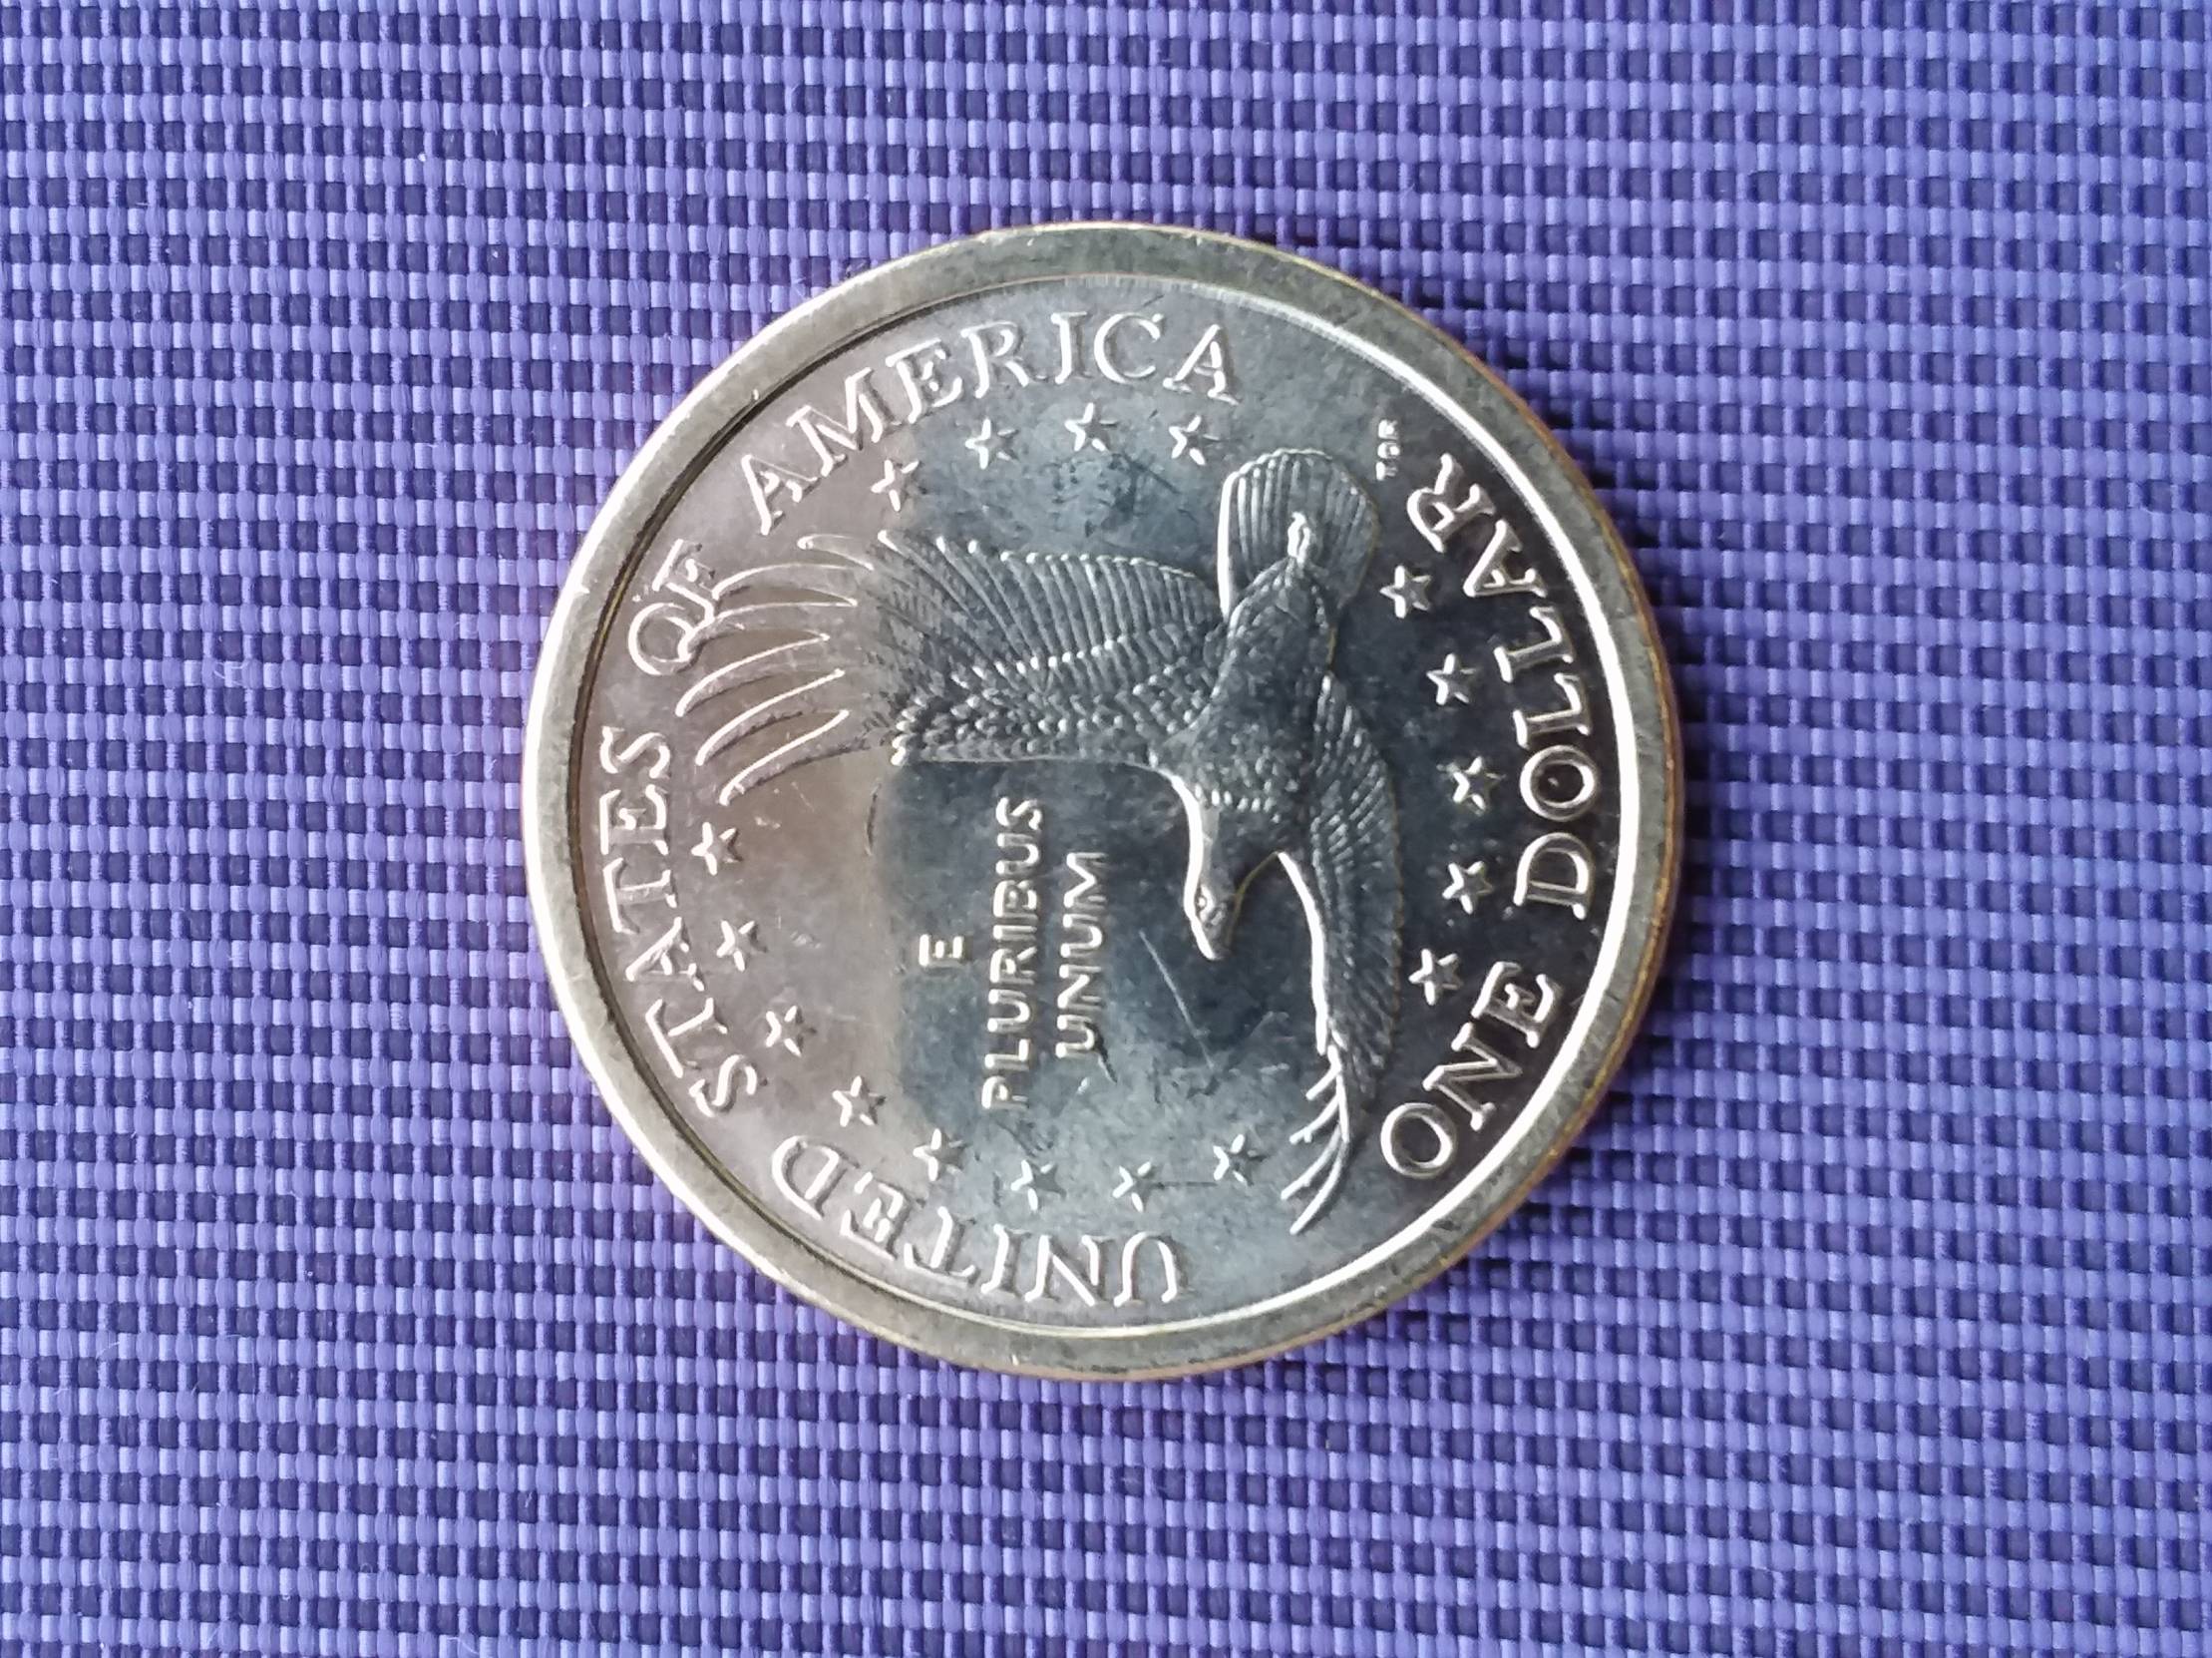 UNITED STATES OF AMERICA
E
PLURIBUS
UNUM
ONE DOLLAR